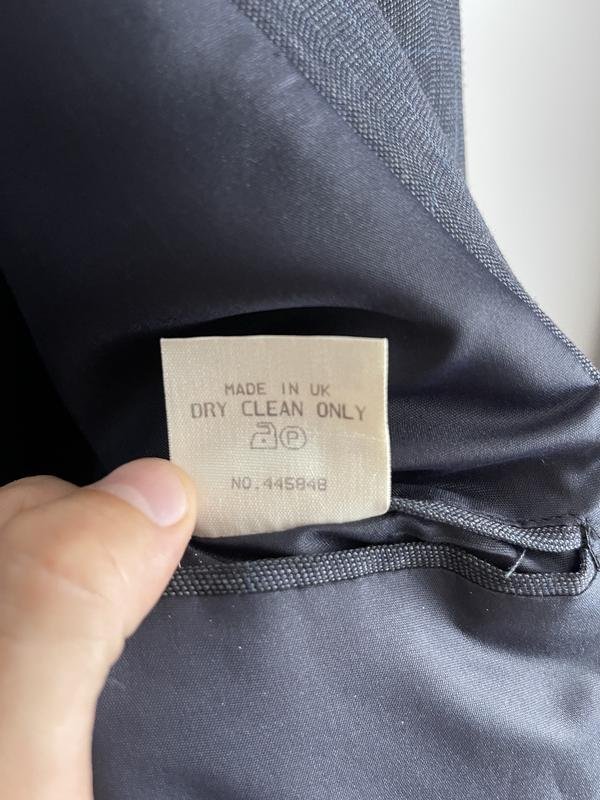 MADE IN UK
DRY CLEAN ONLY
P
NO.445848